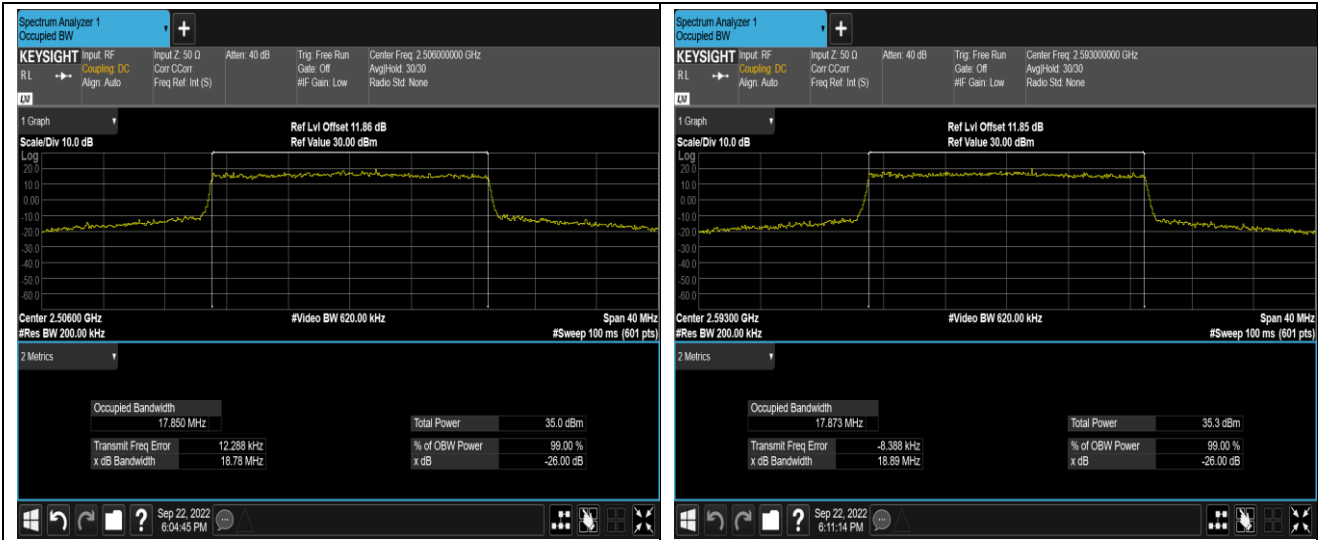 Spectrum Analyzer 1
Occupied BW
+
KEYSIGHT
RL
LXI
Input: RF
Coupling: DC
Align: Auto
Input Z: 50 Ω
Corr CCorr
Freq Ref: Int (S)
Atten: 40 dB
Trig: Free Run
Gate: Off
#IF Gain: Low
Center Freq: 2.506000000 GHz
Avg|Hold: 30/30
Radio Std: None
1 Graph
Scale/Div 10.0 dB
Ref Lvl Offset 11.86 dB
Ref Value 30.00 dBm
Log
20.0
10.0
0.00
-10.0
-20.0
-30.0
-40.0
-50.0
-60.0
Center 2.50600 GHz
#Res BW 200.00 kHz
#Video BW 620.00 kHz
Span 40 MHz
#Sweep 100 ms (601 pts)
2 Metrics
Occupied Bandwidth
17.850 MHz
Transmit Freq Error 12.288 kHz
x dB Bandwidth 18.78 MHz
Total Power 35.0 dBm
% of OBW Power 99.00 %
x dB -26.00 dB
?
Sep 22, 2022
6:04:45 PM
Spectrum Analyzer 1
Occupied BW
+
KEYSIGHT
RL
LXI
Input: RF
Coupling: DC
Align: Auto
Input Z: 50 Ω
Corr CCorr
Freq Ref: Int (S)
Atten: 40 dB
Trig: Free Run
Gate: Off
#IF Gain: Low
Center Freq: 2.593000000 GHz
Avg|Hold: 30/30
Radio Std: None
1 Graph
Scale/Div 10.0 dB
Ref Lvl Offset 11.85 dB
Ref Value 30.00 dBm
Log
20.0
10.0
0.00
-10.0
-20.0
-30.0
-40.0
-50.0
-60.0
Center 2.59300 GHz
#Res BW 200.00 kHz
#Video BW 620.00 kHz
Span 40 MHz
#Sweep 100 ms (601 pts)
2 Metrics
Occupied Bandwidth
17.873 MHz
Transmit Freq Error -8.388 kHz
x dB Bandwidth 18.89 MHz
Total Power 35.3 dBm
% of OBW Power 99.00 %
x dB -26.00 dB
?
Sep 22, 2022
6:11:14 PM